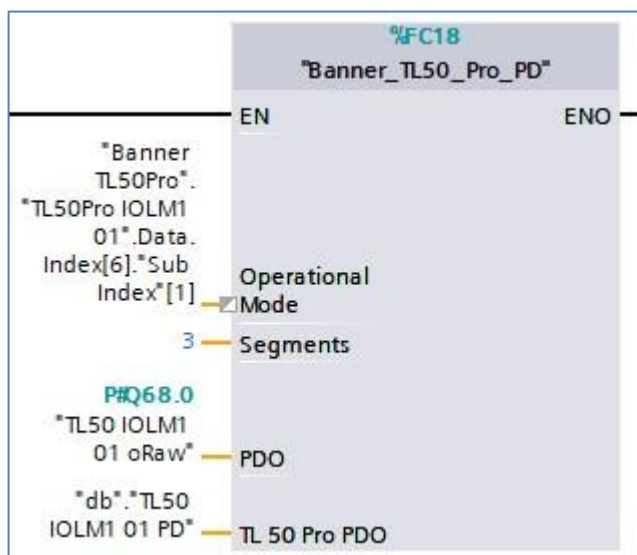 %FC18
"Banner_TL50_Pro_PD"
EN
ENO
"Banner
TL50Pro".
"TL50Pro IOLM1
01".Data.
Index[6]."Sub
Index"[1]
Operational
Mode
3
Segments
P#Q68.0
"TL50 IOLM1
01 oRaw"
PDO
"db"."TL50
IOLM1 01 PD"
TL 50 Pro PDO